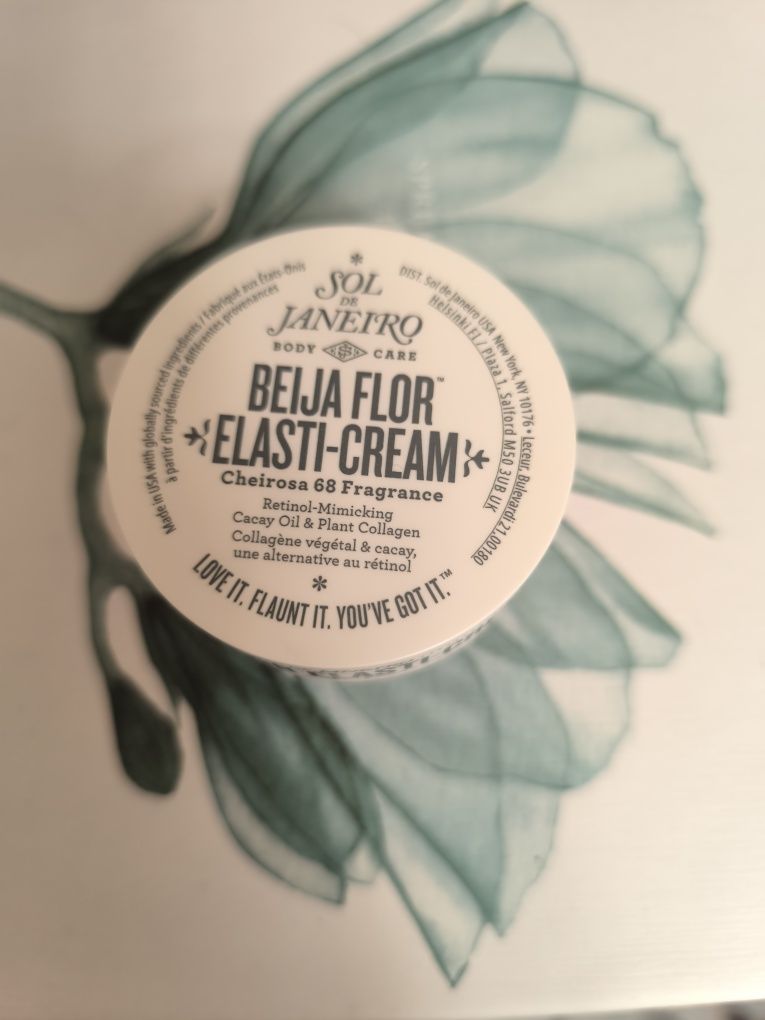 SOL
DE
JANEIRO
BODY CARE
BEIJA FLOR™
ELASTI-CREAM
Cheirosa 68 Fragrance
Retinol-Mimicking
Cacay Oil & Plant Collagen
Collagène végétal & cacay,
une alternative au rétinol
LOVE IT. FLAUNT IT. YOU'VE GOT IT.™
Made in USA with globally sourced ingredients / Fabriqué aux États-Unis
à partir d'ingrédients de différentes provenances
DIST. Sol de Janeiro USA, New York, NY 10176 • Leceur, Bulevardi 21, 00180
Helsinki FI / Plaza 1, Salford M50 3UB UK